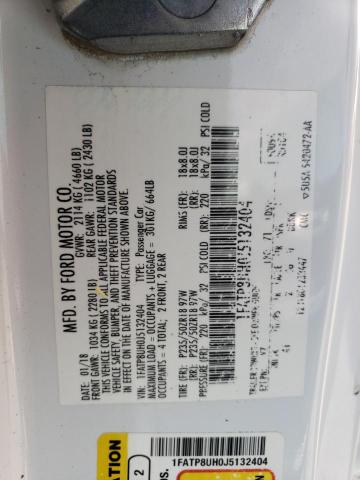 MFD. BY FORD MOTOR CO.
01/18 GVWR: 2114 KG ( 4660 LB)
FRONT GAWR: 1034 KG ( 2280 LB) REAR GAWR: 1102 KG ( 2430 LB)
THIS VEHICLE CONFORMS TO ALL APPLICABLE FEDERAL MOTOR
VEHICLE SAFETY, BUMPER, AND THEFT PREVENTION STANDARDS
IN EFFECT ON THE DATE OF MANUFACTURE SHOWN ABOVE.
VIN: 1FATP8UH0J5132404 TYPE: Passenger Car
MAXIMUM LOAD = OCCUPANTS + LUGGAGE = 301KG/ 664LB
OCCUPANTS = 4 TOTAL: 2 FRONT, 2 REAR
TIRE (FR): P235/50ZR18 97W RIMS (FR): 18x8.0J
(RR): P235/50ZR18 97W (RR): 18x8.0J
PRESSURE (FR): 220 kPa/ 32 PSI COLD (RR): 220 kPa/ 32 PSI COLD
1FATP8UH0J5132404
5USA 5420472-AA
1FATP8UH0J5132404
2